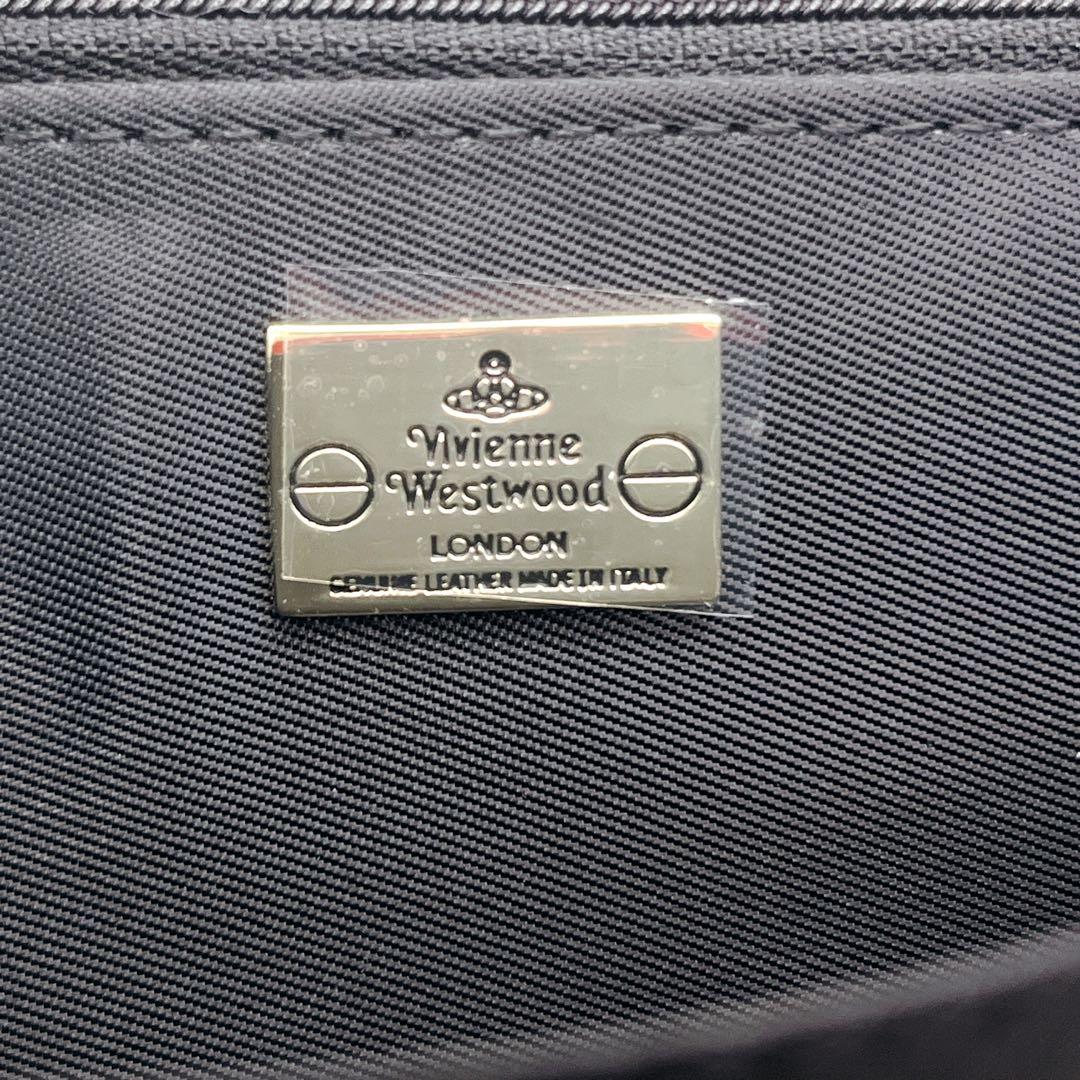 Vivienne
Westwood
LONDON
GENUINE LEATHER MADE IN ITALY